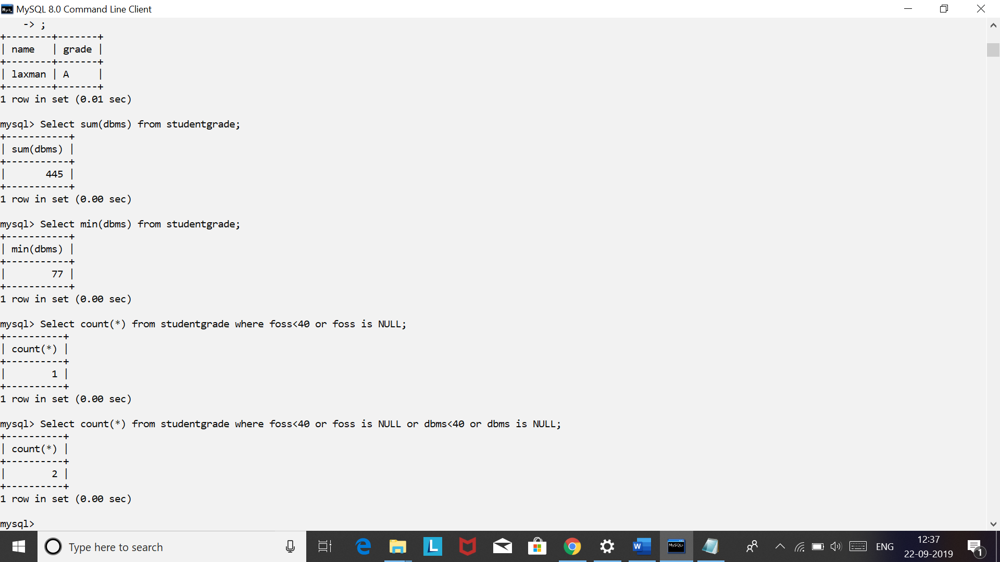 MySQL 8.0 Command Line Client
    -> ;
+--------+-------+
| name   | grade |
+--------+-------+
| laxman | A     |
+--------+-------+
1 row in set (0.01 sec)

mysql> Select sum(dbms) from studentgrade;
+-----------+
| sum(dbms) |
+-----------+
|       445 |
+-----------+
1 row in set (0.00 sec)

mysql> Select min(dbms) from studentgrade;
+-----------+
| min(dbms) |
+-----------+
|        77 |
+-----------+
1 row in set (0.00 sec)

mysql> Select count(*) from studentgrade where foss<40 or foss is NULL;
+----------+
| count(*) |
+----------+
|        1 |
+----------+
1 row in set (0.00 sec)

mysql> Select count(*) from studentgrade where foss<40 or foss is NULL or dbms<40 or dbms is NULL;
+----------+
| count(*) |
+----------+
|        2 |
+----------+
1 row in set (0.00 sec)

mysql>
Type here to search
L
W
MySQL>
ENG
12:37
22-09-2019
1